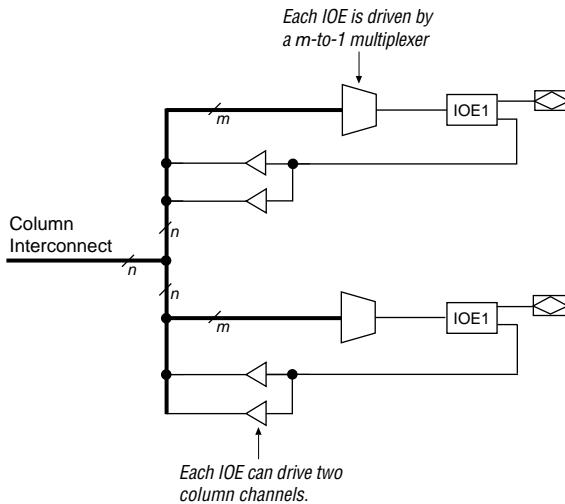 Each IOE is driven by
a m-to-1 multiplexer
m
IOE1
n
Column
Interconnect
n
n
m
IOE1
Each IOE can drive two
column channels.